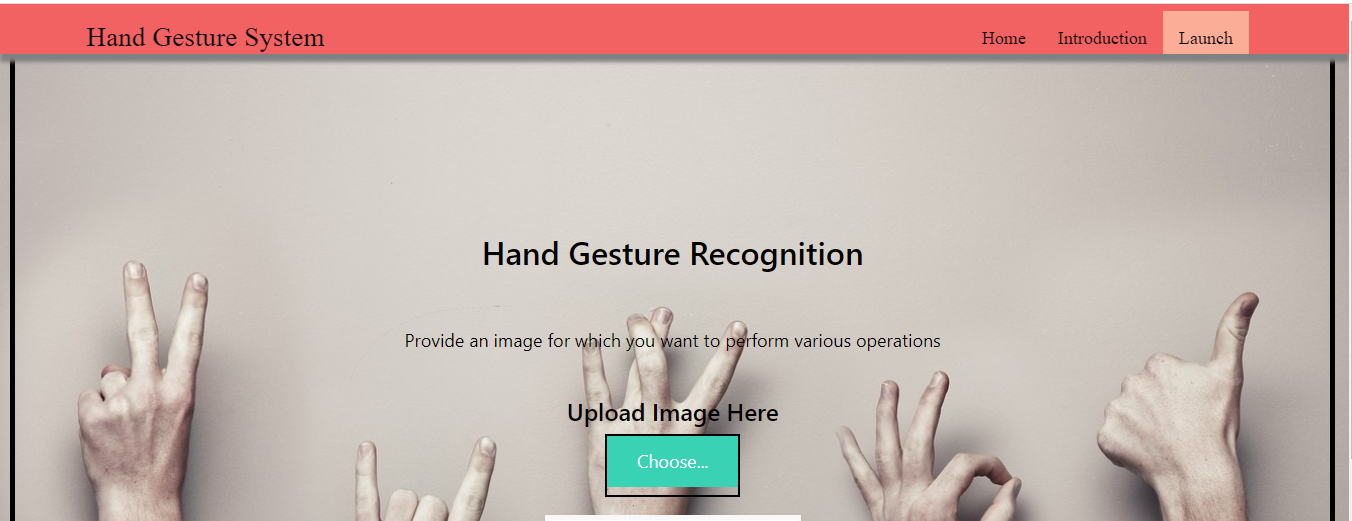 Hand Gesture System
Home Introduction Launch
Hand Gesture Recognition
Provide an image for which you want to perform various operations
Upload Image Here
Choose...